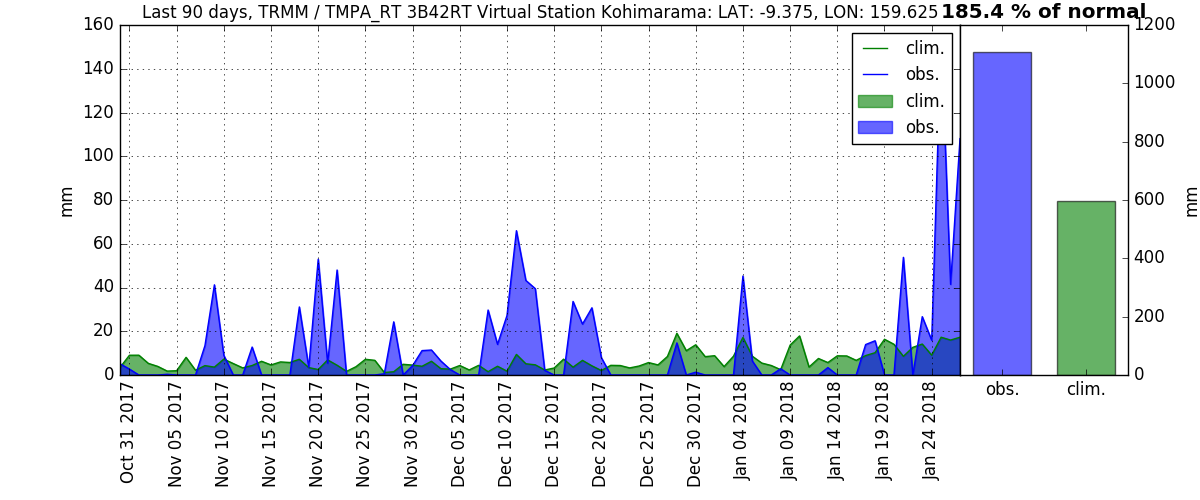 Last 90 days, TRMM / TMPA_RT 3B42RT Virtual Station Kohimarama: LAT: -9.375, LON: 159.625
185.4 % of normal
160
140
120
100
80
60
40
20
0
mm
clim.
obs.
clim.
obs.
Oct 31 2017
Nov 05 2017
Nov 10 2017
Nov 15 2017
Nov 20 2017
Nov 25 2017
Nov 30 2017
Dec 05 2017
Dec 10 2017
Dec 15 2017
Dec 20 2017
Dec 25 2017
Dec 30 2017
Jan 04 2018
Jan 09 2018
Jan 14 2018
Jan 19 2018
Jan 24 2018
1200
1000
800
600
400
200
0
mm
obs.
clim.